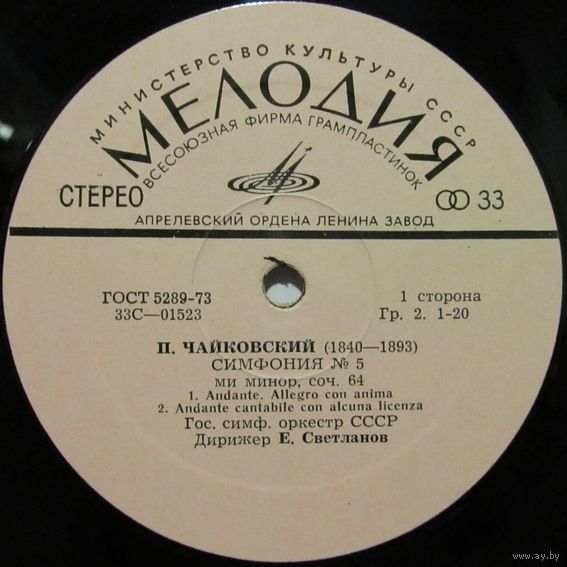 МИНИСТЕРСТВО КУЛЬТУРЫ СССР
МЕЛОДИЯ
ВСЕСОЮЗНАЯ ФИРМА ГРАМПЛАСТИНОК
СТЕРЕО
33
АПРЕЛЕВСКИЙ ОРДЕНА ЛЕНИНА ЗАВОД
ГОСТ 5289-73
1 сторона
33С—01523
Гр. 2. 1-20
П. ЧАЙКОВСКИЙ (1840—1893)
СИМФОНИЯ № 5
ми минор, соч. 64
1. Andante. Allegro con anima
2. Andante cantabile con alcuna licenza
Гос. симф. оркестр СССР
Дирижер Е. Светланов
www.ay.by